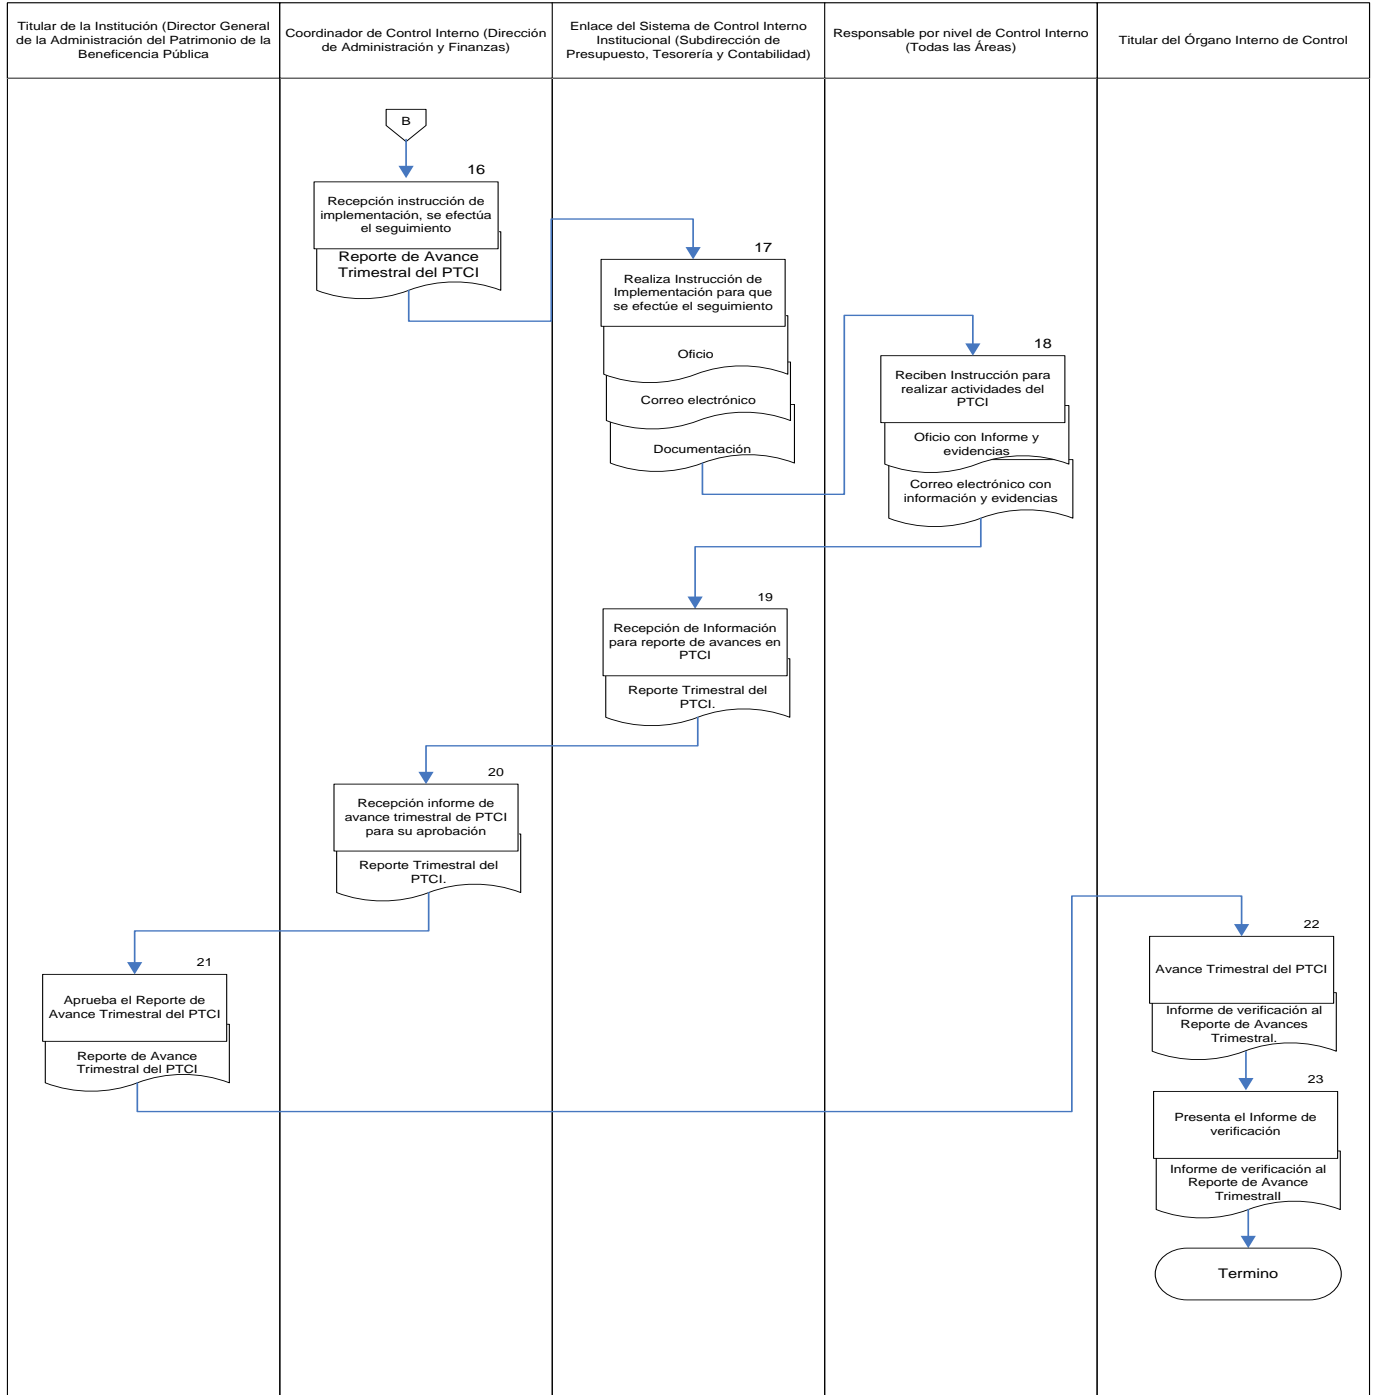 Titular de la Institución (Director General
de la Administración del Patrimonio de la
Beneficencia Pública
Coordinador de Control Interno (Dirección
de Administración y Finanzas)
Enlace del Sistema de Control Interno
Institucional (Subdirección de
Presupuesto, Tesorería y Contabilidad)
Responsable por nivel de Control Interno
(Todas las Áreas)
Titular del Órgano Interno de Control
B
16
Recepción instrucción de
implementación, se efectúa
el seguimiento
Reporte de Avance
Trimestral del PTCI
17
Realiza Instrucción de
Implementación para que
se efectúe el seguimiento
Oficio
Correo electrónico
Documentación
18
Reciben Instrucción para
realizar actividades del
PTCI
Oficio con Informe y
evidencias
Correo electrónico con
información y evidencias
19
Recepción de Información
para reporte de avances en
PTCI
Reporte Trimestral del
PTCI.
20
Recepción informe de
avance trimestral de PTCI
para su aprobación
Reporte Trimestral del
PTCI.
21
Aprueba el Reporte de
Avance Trimestral del PTCI
Reporte de Avance
Trimestral del PTCI
22
Avance Trimestral del PTCI
Informe de verificación al
Reporte de Avances
Trimestral.
23
Presenta el Informe de
verificación
Informe de verificación al
Reporte de Avance
Trimestrall
Termino